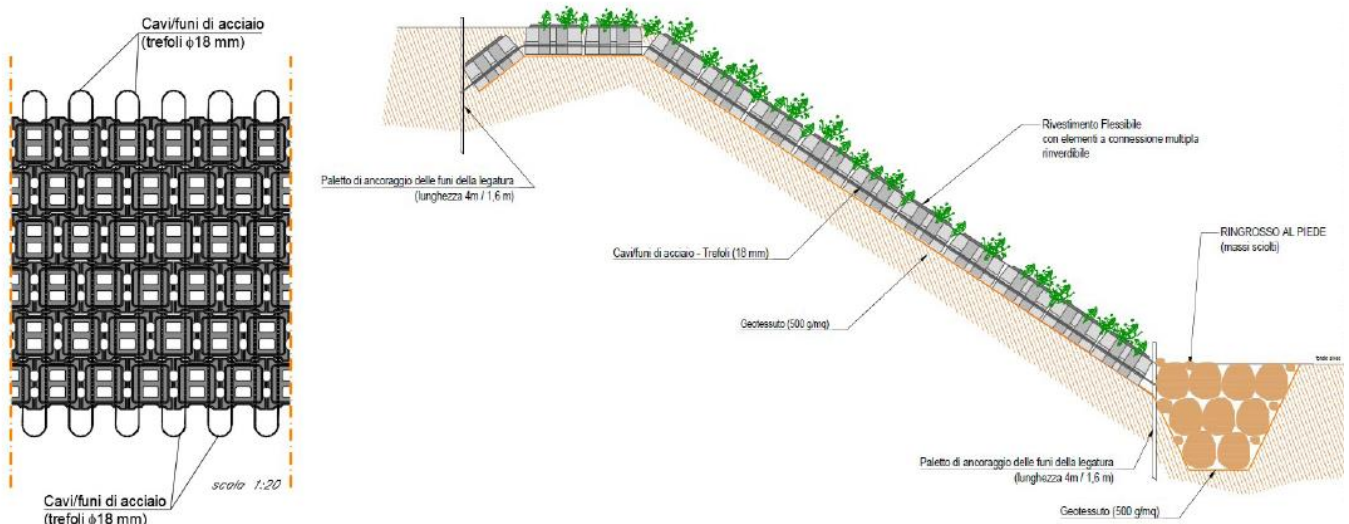 Cavi/funi di acciaio
(trefoli ϕ18 mm)
Cavi/funi di acciaio
(trefoli ϕ18 mm)
scala 1:20
Rivestimento Flessibile
con elementi a connessione multipla
rinverdibile
Paletto di ancoraggio delle funi della legatura
(lunghezza 4m / 1,6 m)
Cavi/funi di acciaio - Trefoli (18 mm)
RINGROSSO AL PIEDE
(massi sciolti)
Geotessuto (500 g/mq)
Paletto di ancoraggio delle funi della legatura
(lunghezza 4m / 1,6 m)
Geotessuto (500 g/mq)